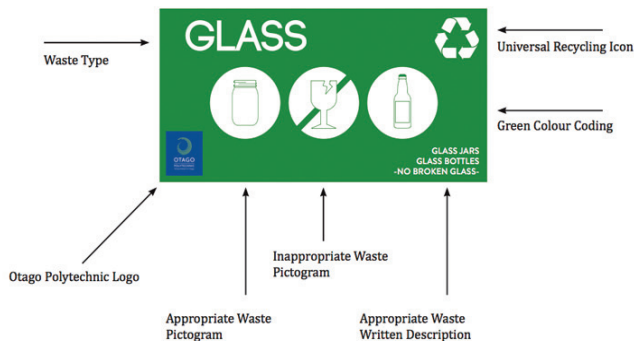 GLASS
Waste Type
Universal Recycling Icon
Green Colour Coding
OTAGO
GLASS JARS
GLASS BOTTLES
-NO BROKEN GLASS-
Inappropriate Waste
Pictogram
Otago Polytechnic Logo
Appropriate Waste
Pictogram
Appropriate Waste
Written Description